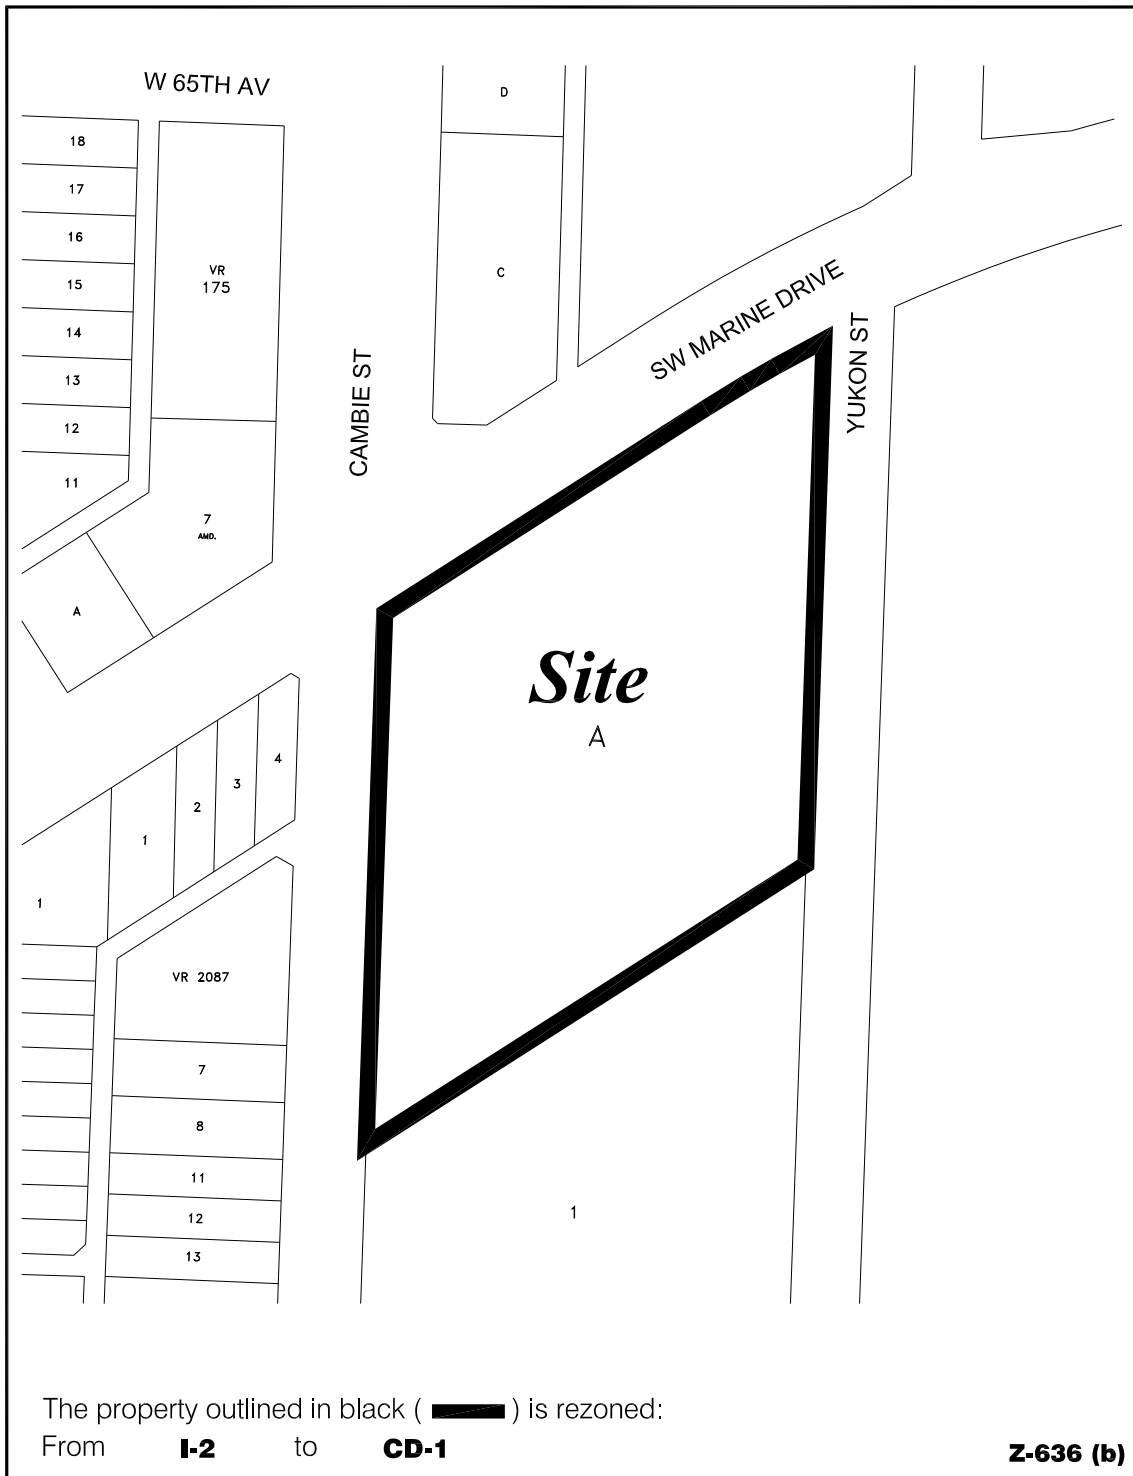 W 65TH AV
D
18
17
16
15
14
13
12
11
VR
175
C
SW MARINE DRIVE
CAMBIE ST
YUKON ST
7
AMD.
A
Site
A
4
3
2
1
1
VR 2087
7
8
11
12
13
1
The property outlined in black ( ) is rezoned:
From I-2 to CD-1
Z-636 (b)